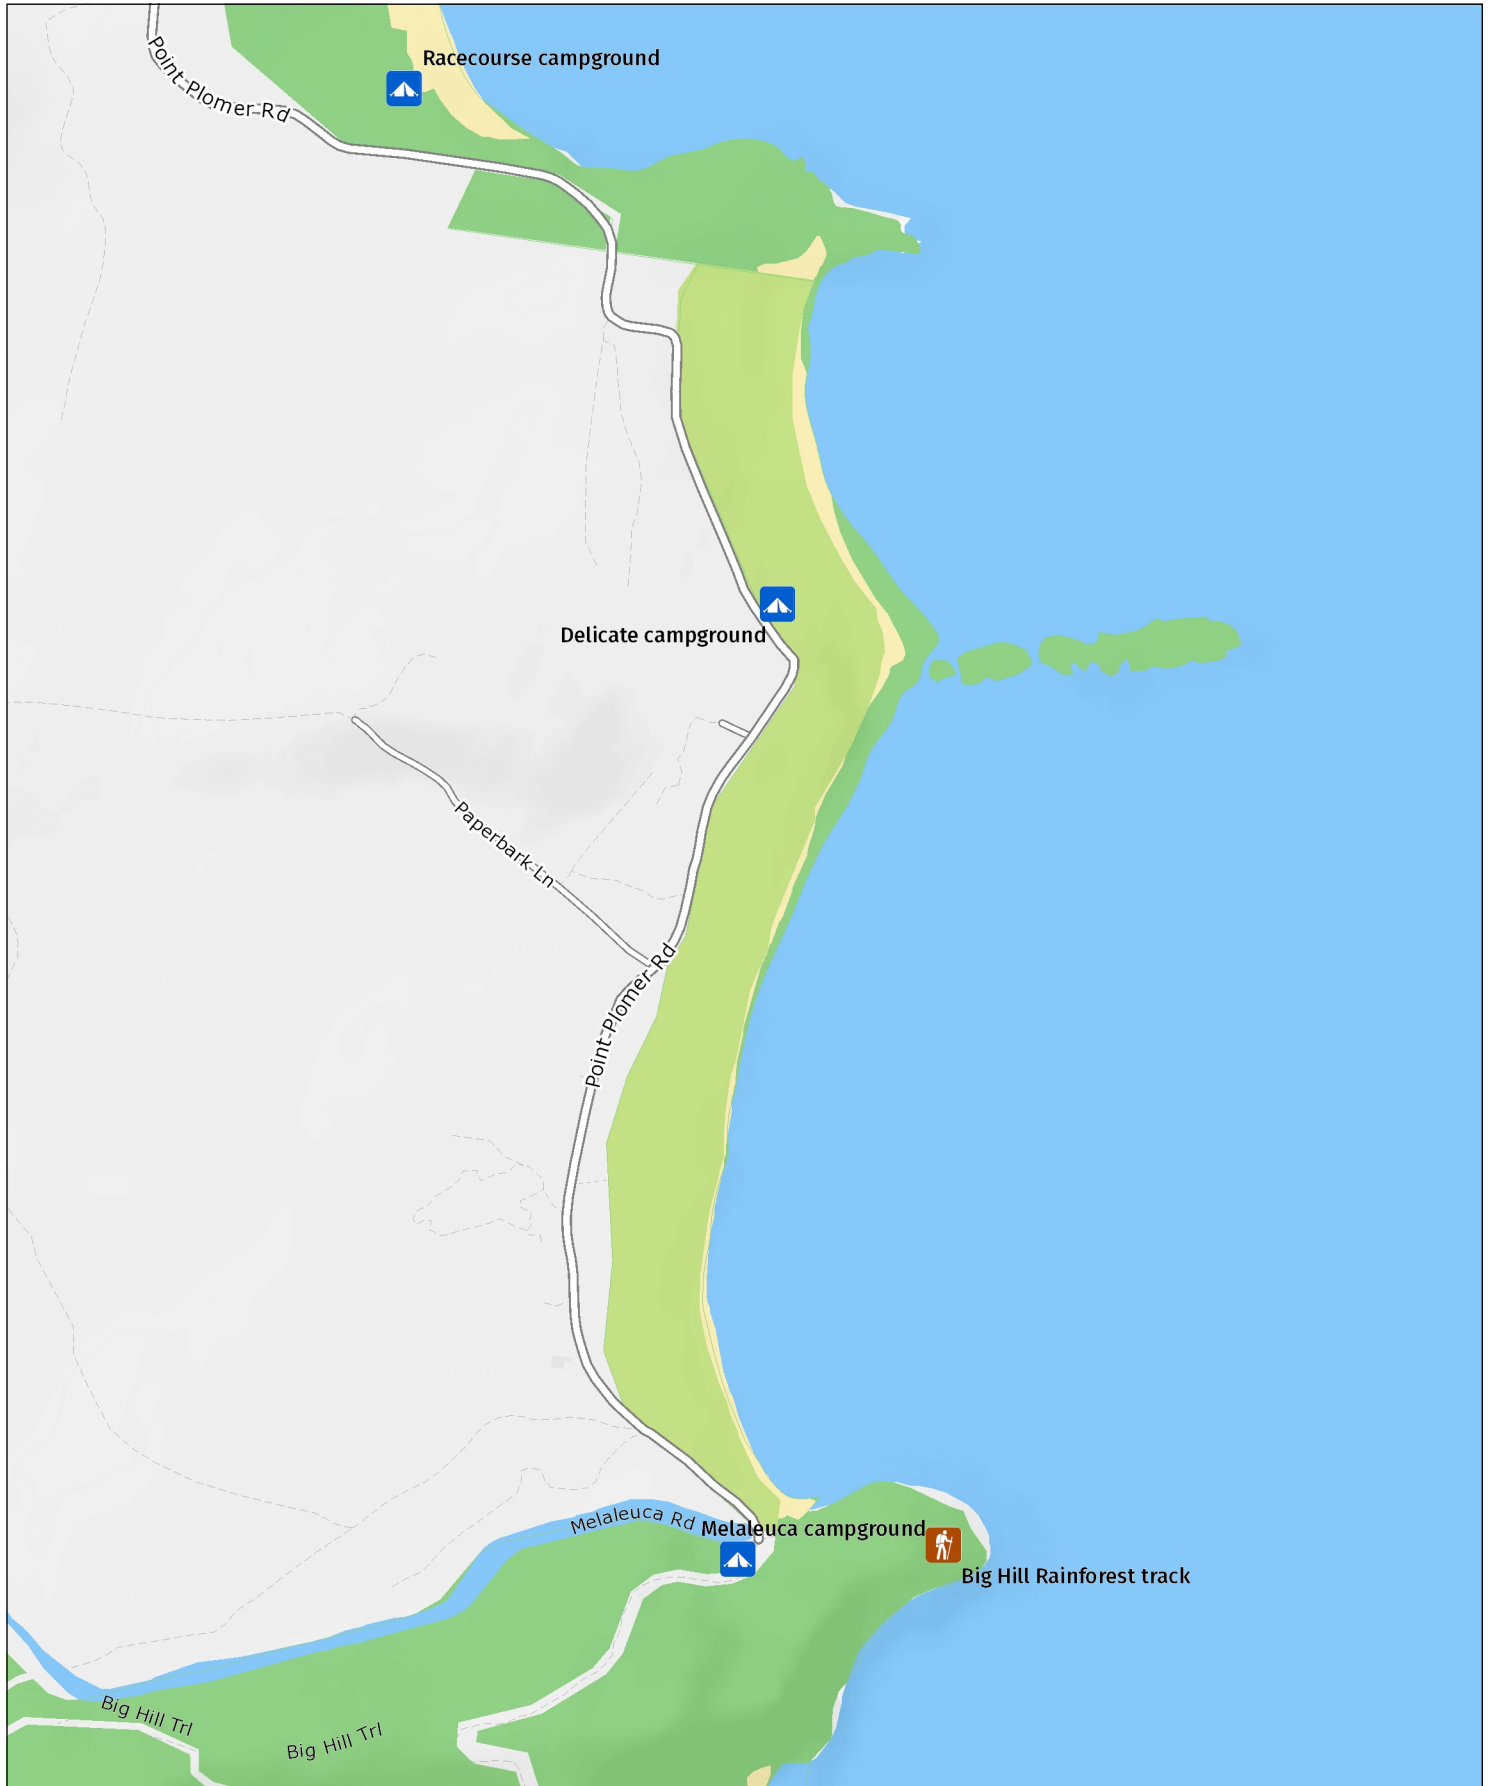 Racecourse campground
Point Plomer Rd
Delicate campground
Paperbark Ln
Point Plomer Rd
Melaleuca Rd
Melaleuca campground
Big Hill Rainforest track
Big Hill Trl
Big Hill Trl